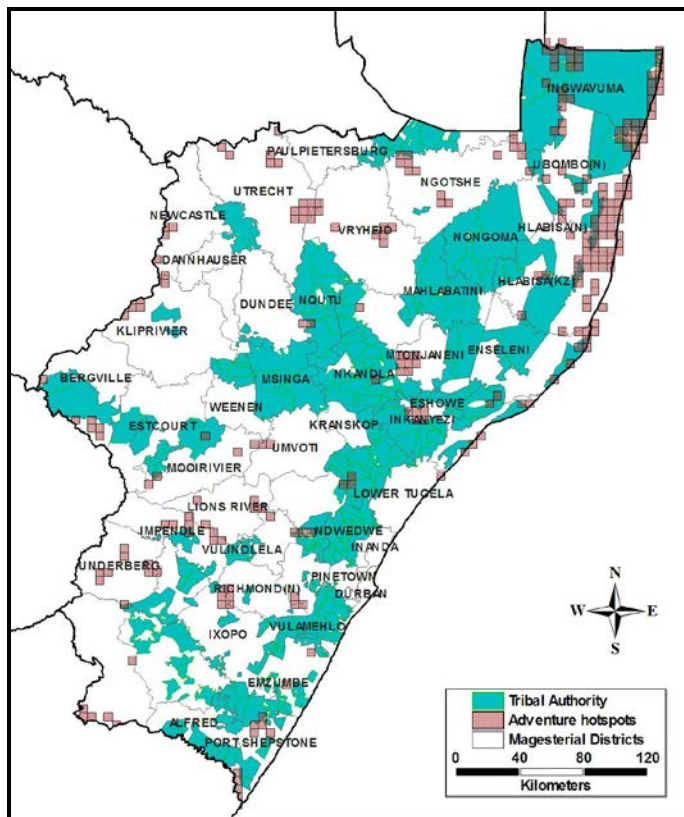 INGWAVUMA
PAULPIETERSBURG
UBOMBO(N)
NGOTSHE
UTRECHT
NEWCASTLE
HLABISA(N)
VRYHEID
NONGOMA
DANNHAUSER
HLABISA(KZ)
MAHLABATINI
DUNDEE
NQUTU
KLIPRIVIER
ENSELENI
MTONJANENI
BERGVILLE
MSINGA
NKANDLA
ESHOWE
WEENEN
INKANYEZI
ESTCOURT
KRANSKOP
UMVOTI
MOOIRIVIER
LOWER TUGELA
LIONS RIVER
IMPENDLE
NDWEDWE
VULINDLELA
INANDA
UNDERBERG
PINETOWN
RICHMOND(N)
DURBAN
VULAMEHLO
IXOPO
EMZUMBE
ALFRED
PORT SHEPSTONE
N
W E
S
Tribal Authority
Adventure hotspots
Magesterial Districts
0 40 80 120
Kilometers